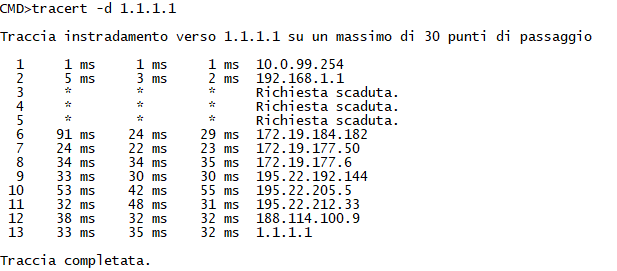 CMD>tracert -d 1.1.1.1
Traccia instradamento verso 1.1.1.1 su un massimo di 30 punti di passaggio
1 1 ms 1 ms 1 ms 10.0.99.254
2 5 ms 3 ms 2 ms 192.168.1.1
3 * * * Richiesta scaduta.
4 * * * Richiesta scaduta.
5 * * * Richiesta scaduta.
6 91 ms 24 ms 29 ms 172.19.184.182
7 24 ms 22 ms 23 ms 172.19.177.50
8 34 ms 34 ms 35 ms 172.19.177.6
9 33 ms 30 ms 30 ms 195.22.192.144
10 53 ms 42 ms 55 ms 195.22.205.5
11 32 ms 48 ms 31 ms 195.22.212.33
12 38 ms 32 ms 32 ms 188.114.100.9
13 33 ms 35 ms 32 ms 1.1.1.1
Traccia completata.